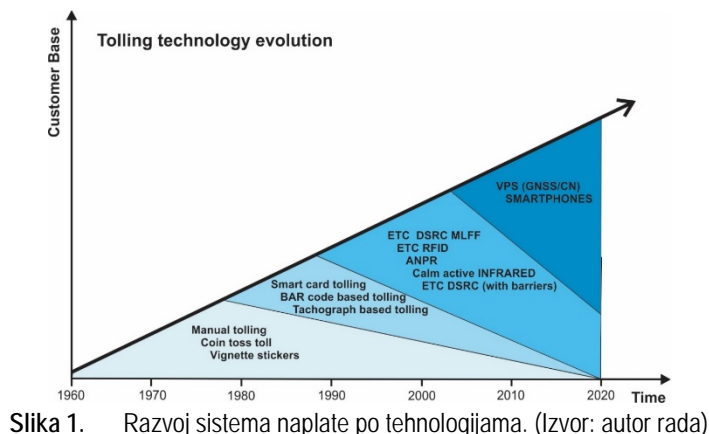 Tolling technology evolution
Customer Base
VPS (GNSS/CN)
SMARTPHONES
ETC DSRC MLFF
ETC RFID
ANPR
Calm active INFRARED
ETC DSRC (with barriers)
Smart card tolling
BAR code based tolling
Tachograph based tolling
Manual tolling
Coin toss toll
Vignette stickers
1960 1970 1980 1990 2000 2010 2020 Time
Slika 1. Razvoj sistema naplate po tehnologijama. (Izvor: autor rada)